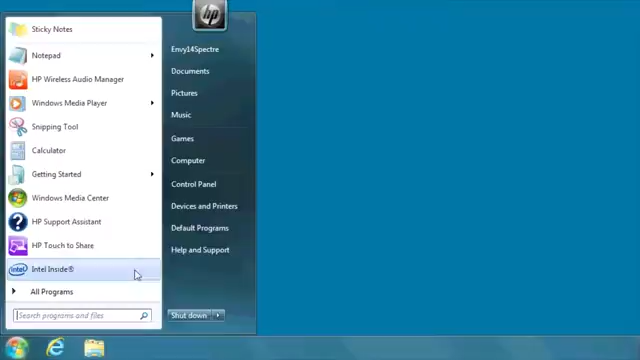 hp
Sticky Notes
Notepad
HP Wireless Audio Manager
Windows Media Player
Snipping Tool
Calculator
Getting Started
Windows Media Center
HP Support Assistant
HP Touch to Share
intel Intel Inside®
All Programs
Search programs and files
Envy14Spectre
Documents
Pictures
Music
Games
Computer
Control Panel
Devices and Printers
Default Programs
Help and Support
Shut down